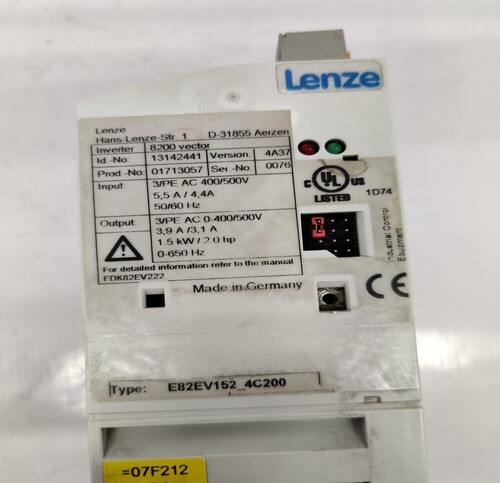 Lenze
Lenze
Hans-Lenze-Str. 1 D-31855 Aerzen
Inverter 8200 vector
Id.-No: 13142441 Version: 4A37
Prod.-No: 01713057 Ser.-No: 0076
Input: 3/PE AC 400/500V
5,5 A / 4,4A
50/60 Hz
Output: 3/PE AC 0-400/500V
3,9 A /3,1 A
1.5 kW / 2.0 hp
0-650 Hz
For detailed information refer to the manual
EDK82EV222
C UL US
LISTED
1D74
Industrial Control
Equipment
Made in Germany
CE
Type: E82EV152_4C200
=07F212